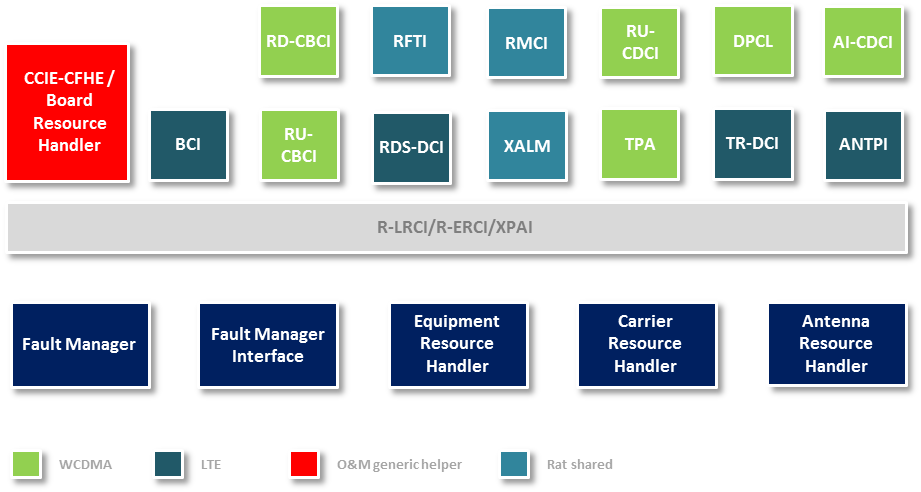 RD-CBCI
RFTI
RMCI
RU-
CDCI
DPCL
AI-CDCI
CCIE-CFHE /
Board
Resource
Handler
BCI
RU-
CBCI
RDS-DCI
XALM
TPA
TR-DCI
ANTPI
R-LRCI/R-ERCI/XPAI
Fault Manager
Fault Manager
Interface
Equipment
Resource
Handler
Carrier
Resource
Handler
Antenna
Resource
Handler
WCDMA
LTE
O&M generic helper
Rat shared